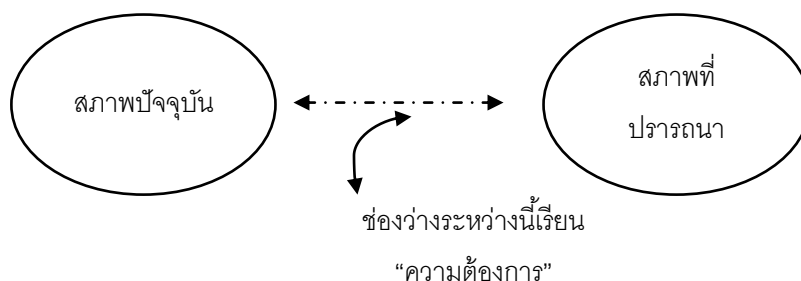 สภาพปัจจุบัน
สภาพที่
ปรารถนา
ช่องว่างระหว่างนี้เรียน
“ความต้องการ”